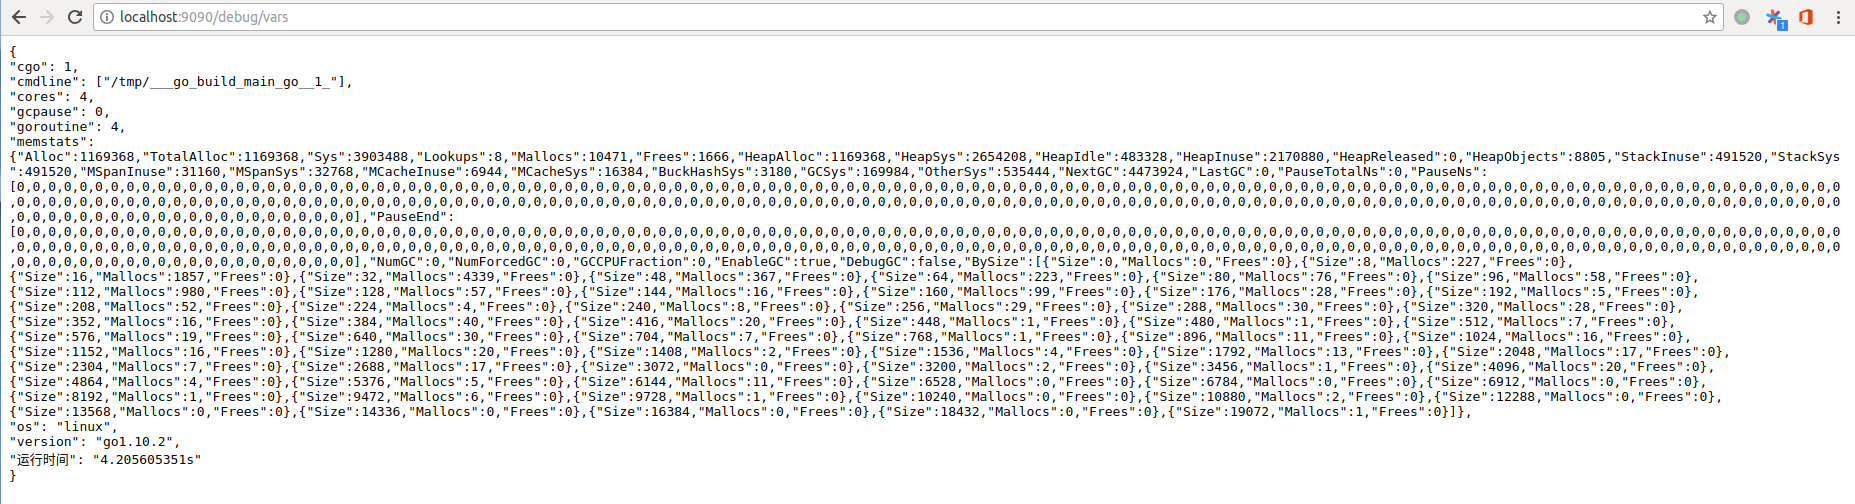 localhost:9090/debug/vars
1
{
"cgo": 1,
"cmdline": ["/tmp/___go_build_main_go__1_"],
"cores": 4,
"gcpause": 0,
"goroutine": 4,
"memstats":
{"Alloc":1169368,"TotalAlloc":1169368,"Sys":3903488,"Lookups":8,"Mallocs":10471,"Frees":1666,"HeapAlloc":1169368,"HeapSys":2654208,"HeapIdle":483328,"HeapInuse":2170880,"HeapReleased":0,"HeapObjects":8805,"StackInuse":491520,"StackSys
":491520,"MSpanInuse":31160,"MSpanSys":32768,"MCacheInuse":6944,"MCacheSys":16384,"BuckHashSys":3180,"GCSys":169984,"OtherSys":535444,"NextGC":4473924,"LastGC":0,"PauseTotalNs":0,"PauseNs":
[0,0,0,0,0,0,0,0,0,0,0,0,0,0,0,0,0,0,0,0,0,0,0,0,0,0,0,0,0,0,0,0,0,0,0,0,0,0,0,0,0,0,0,0,0,0,0,0,0,0,0,0,0,0,0,0,0,0,0,0,0,0,0,0,0,0,0,0,0,0,0,0,0,0,0,0,0,0,0,0,0,0,0,0,0,0,0,0,0,0,0,0,0,0,0,0,0,0,0,0,0,0,0,0,0,0,0,0,0,0,0,0,0,0,0,0,0
,0,0,0,0,0,0,0,0,0,0,0,0,0,0,0,0,0,0,0,0,0,0,0,0,0,0,0,0,0,0,0,0,0,0,0,0,0,0,0,0,0,0,0,0,0,0,0,0,0,0,0,0,0,0,0,0,0,0,0,0,0,0,0,0,0,0,0,0,0,0,0,0,0,0,0,0,0,0,0,0,0,0,0,0,0,0,0,0,0,0,0,0,0,0,0,0,0,0,0,0,0,0,0,0,0,0,0,0,0,0,0,0,0,0,0,0,0
,0,0,0,0,0,0,0,0,0,0,0,0,0,0,0,0,0,0,0,0,0,0],"PauseEnd":
[0,0,0,0,0,0,0,0,0,0,0,0,0,0,0,0,0,0,0,0,0,0,0,0,0,0,0,0,0,0,0,0,0,0,0,0,0,0,0,0,0,0,0,0,0,0,0,0,0,0,0,0,0,0,0,0,0,0,0,0,0,0,0,0,0,0,0,0,0,0,0,0,0,0,0,0,0,0,0,0,0,0,0,0,0,0,0,0,0,0,0,0,0,0,0,0,0,0,0,0,0,0,0,0,0,0,0,0,0,0,0,0,0,0,0,0,0
,0,0,0,0,0,0,0,0,0,0,0,0,0,0,0,0,0,0,0,0,0,0,0,0,0,0,0,0,0,0,0,0,0,0,0,0,0,0,0,0,0,0,0,0,0,0,0,0,0,0,0,0,0,0,0,0,0,0,0,0,0,0,0,0,0,0,0,0,0,0,0,0,0,0,0,0,0,0,0,0,0,0,0,0,0,0,0,0,0,0,0,0,0,0,0,0,0,0,0,0,0,0,0,0,0,0,0,0,0,0,0,0,0,0,0,0,0
,0,0,0,0,0,0,0,0,0,0,0,0,0,0,0,0,0,0,0,0,0,0],"NumGC":0,"NumForcedGC":0,"GCCPUFraction":0,"EnableGC":true,"DebugGC":false,"BySize":[{"Size":0,"Mallocs":0,"Frees":0},{"Size":8,"Mallocs":227,"Frees":0},
{"Size":16,"Mallocs":1857,"Frees":0},{"Size":32,"Mallocs":4339,"Frees":0},{"Size":48,"Mallocs":367,"Frees":0},{"Size":64,"Mallocs":223,"Frees":0},{"Size":80,"Mallocs":76,"Frees":0},{"Size":96,"Mallocs":58,"Frees":0},
{"Size":112,"Mallocs":980,"Frees":0},{"Size":128,"Mallocs":57,"Frees":0},{"Size":144,"Mallocs":16,"Frees":0},{"Size":160,"Mallocs":99,"Frees":0},{"Size":176,"Mallocs":28,"Frees":0},{"Size":192,"Mallocs":5,"Frees":0},
{"Size":208,"Mallocs":52,"Frees":0},{"Size":224,"Mallocs":4,"Frees":0},{"Size":240,"Mallocs":8,"Frees":0},{"Size":256,"Mallocs":29,"Frees":0},{"Size":288,"Mallocs":30,"Frees":0},{"Size":320,"Mallocs":28,"Frees":0},
{"Size":352,"Mallocs":16,"Frees":0},{"Size":384,"Mallocs":40,"Frees":0},{"Size":416,"Mallocs":20,"Frees":0},{"Size":448,"Mallocs":1,"Frees":0},{"Size":480,"Mallocs":1,"Frees":0},{"Size":512,"Mallocs":7,"Frees":0},
{"Size":576,"Mallocs":19,"Frees":0},{"Size":640,"Mallocs":30,"Frees":0},{"Size":704,"Mallocs":7,"Frees":0},{"Size":768,"Mallocs":1,"Frees":0},{"Size":896,"Mallocs":11,"Frees":0},{"Size":1024,"Mallocs":16,"Frees":0},
{"Size":1152,"Mallocs":16,"Frees":0},{"Size":1280,"Mallocs":20,"Frees":0},{"Size":1408,"Mallocs":2,"Frees":0},{"Size":1536,"Mallocs":4,"Frees":0},{"Size":1792,"Mallocs":13,"Frees":0},{"Size":2048,"Mallocs":17,"Frees":0},
{"Size":2304,"Mallocs":7,"Frees":0},{"Size":2688,"Mallocs":17,"Frees":0},{"Size":3072,"Mallocs":0,"Frees":0},{"Size":3200,"Mallocs":2,"Frees":0},{"Size":3456,"Mallocs":1,"Frees":0},{"Size":4096,"Mallocs":20,"Frees":0},
{"Size":4864,"Mallocs":4,"Frees":0},{"Size":5376,"Mallocs":5,"Frees":0},{"Size":6144,"Mallocs":11,"Frees":0},{"Size":6528,"Mallocs":0,"Frees":0},{"Size":6784,"Mallocs":0,"Frees":0},{"Size":6912,"Mallocs":0,"Frees":0},
{"Size":8192,"Mallocs":1,"Frees":0},{"Size":9472,"Mallocs":6,"Frees":0},{"Size":9728,"Mallocs":1,"Frees":0},{"Size":10240,"Mallocs":0,"Frees":0},{"Size":10880,"Mallocs":2,"Frees":0},{"Size":12288,"Mallocs":0,"Frees":0},
{"Size":13568,"Mallocs":0,"Frees":0},{"Size":14336,"Mallocs":0,"Frees":0},{"Size":16384,"Mallocs":0,"Frees":0},{"Size":18432,"Mallocs":0,"Frees":0},{"Size":19072,"Mallocs":1,"Frees":0}]},
"os": "linux",
"version": "go1.10.2",
"运行时间": "4.205605351s"
}